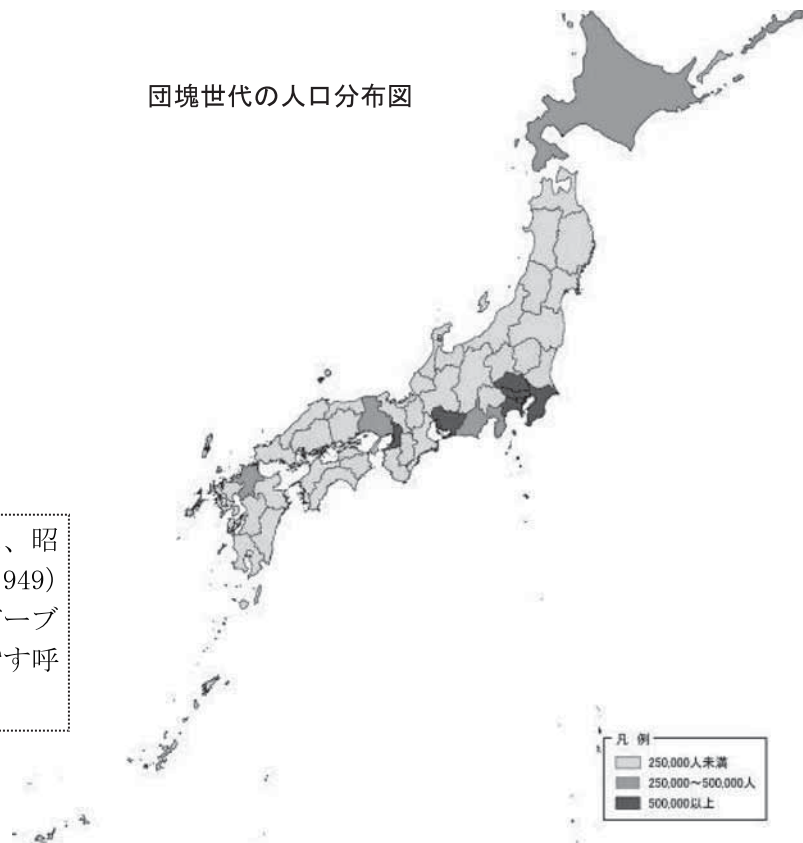 団塊世代の人口分布図
、昭
949)
ブ
す呼
凡 例
250,000人未満
250,000～500,000人
500,000以上